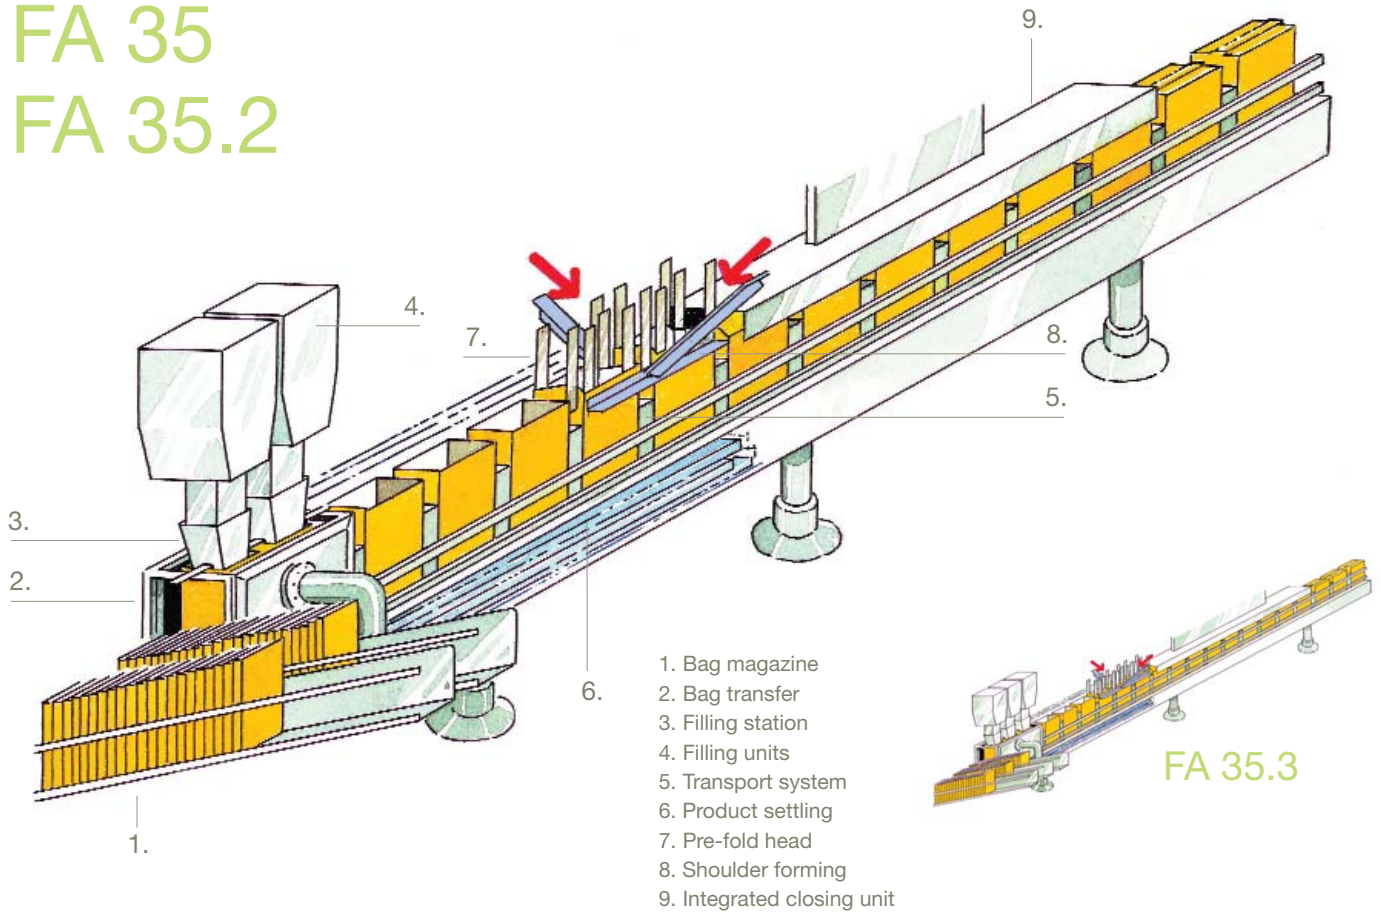 FA 35
FA 35.2
9.
4.
7.
8.
5.
3.
2.
6.
1.
1. Bag magazine
2. Bag transfer
3. Filling station
4. Filling units
5. Transport system
6. Product settling
7. Pre-fold head
8. Shoulder forming
9. Integrated closing unit
FA 35.3